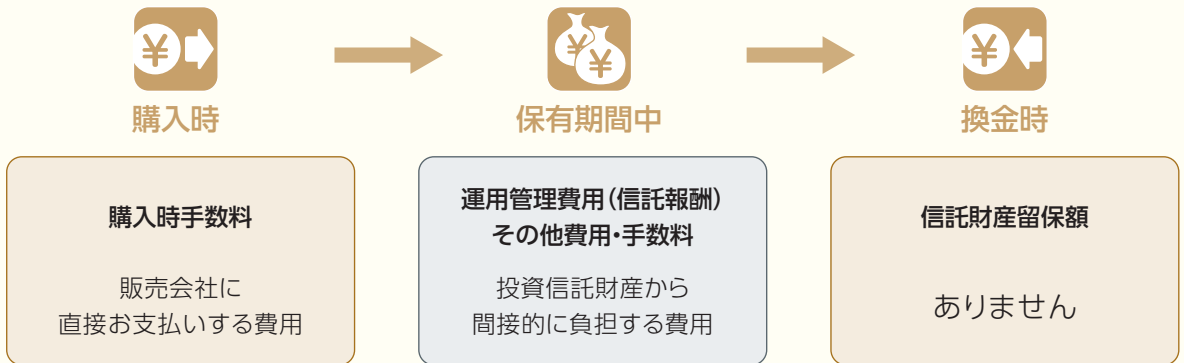 ¥
¥
¥
¥
購入時
保有期間中
換金時
購入時手数料
販売会社に
直接お支払いする費用
運用管理費用(信託報酬)
その他費用・手数料
投資信託財産から
間接的に負担する費用
信託財産留保額
ありません